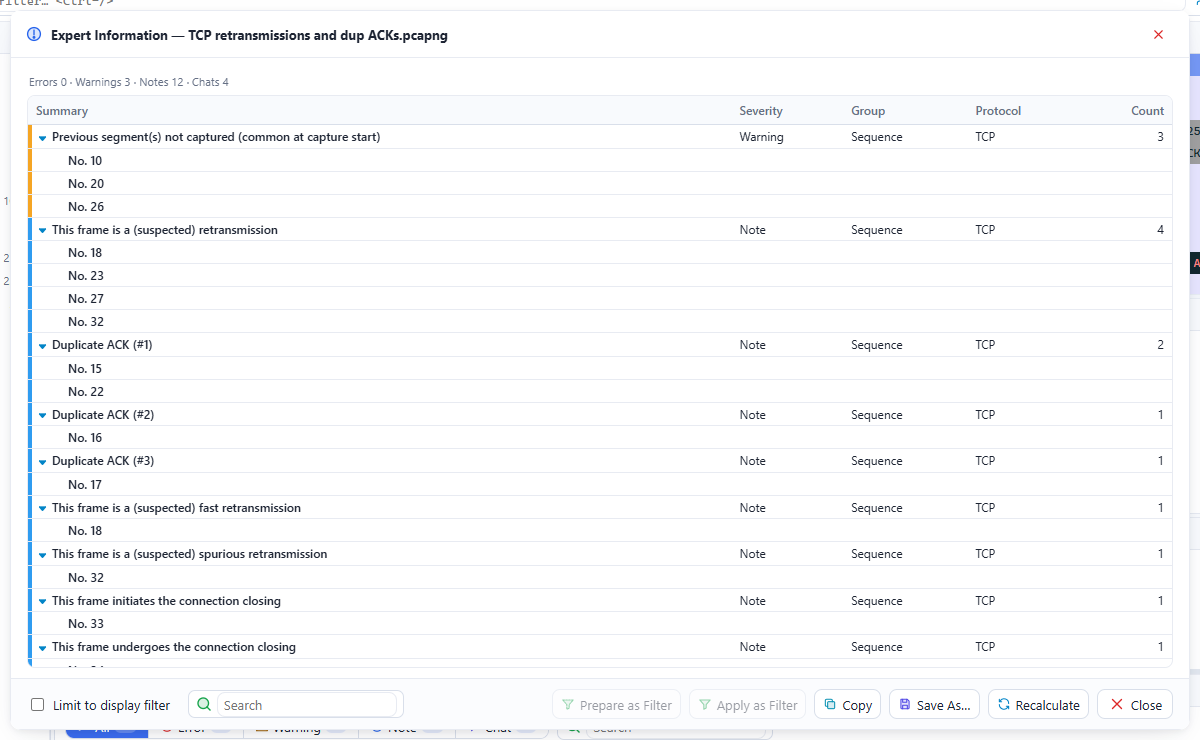 Expert Information — TCP retransmissions and dup ACKs.pcapng
Errors 0 · Warnings 3 · Notes 12 · Chats 4
Summary Severity Group Protocol Count
Previous segment(s) not captured (common at capture start) Warning Sequence TCP 3
No. 10
No. 20
No. 26
This frame is a (suspected) retransmission Note Sequence TCP 4
No. 18
No. 23
No. 27
No. 32
Duplicate ACK (#1) Note Sequence TCP 2
No. 15
No. 22
Duplicate ACK (#2) Note Sequence TCP 1
No. 16
Duplicate ACK (#3) Note Sequence TCP 1
No. 17
This frame is a (suspected) fast retransmission Note Sequence TCP 1
No. 18
This frame is a (suspected) spurious retransmission Note Sequence TCP 1
No. 32
This frame initiates the connection closing Note Sequence TCP 1
No. 33
This frame undergoes the connection closing Note Sequence TCP 1
Limit to display filter Search Prepare as Filter Apply as Filter Copy Save As... Recalculate Close
All Error Warning Note Chat Search